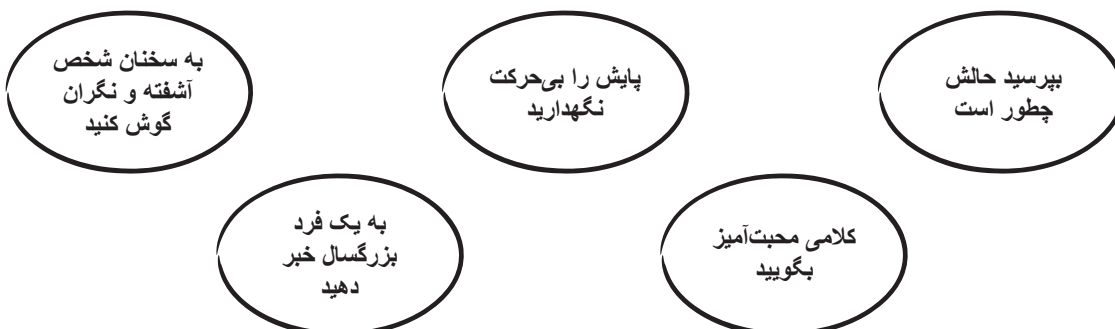 بپرسید حالش
چطور است
پایش را بی‌حرکت
نگهدارید
به سخنان شخص
آشفته و نگران
گوش کنید
کلامی محبت‌آمیز
بگویید
به یک فرد
بزرگسال خبر
دهید